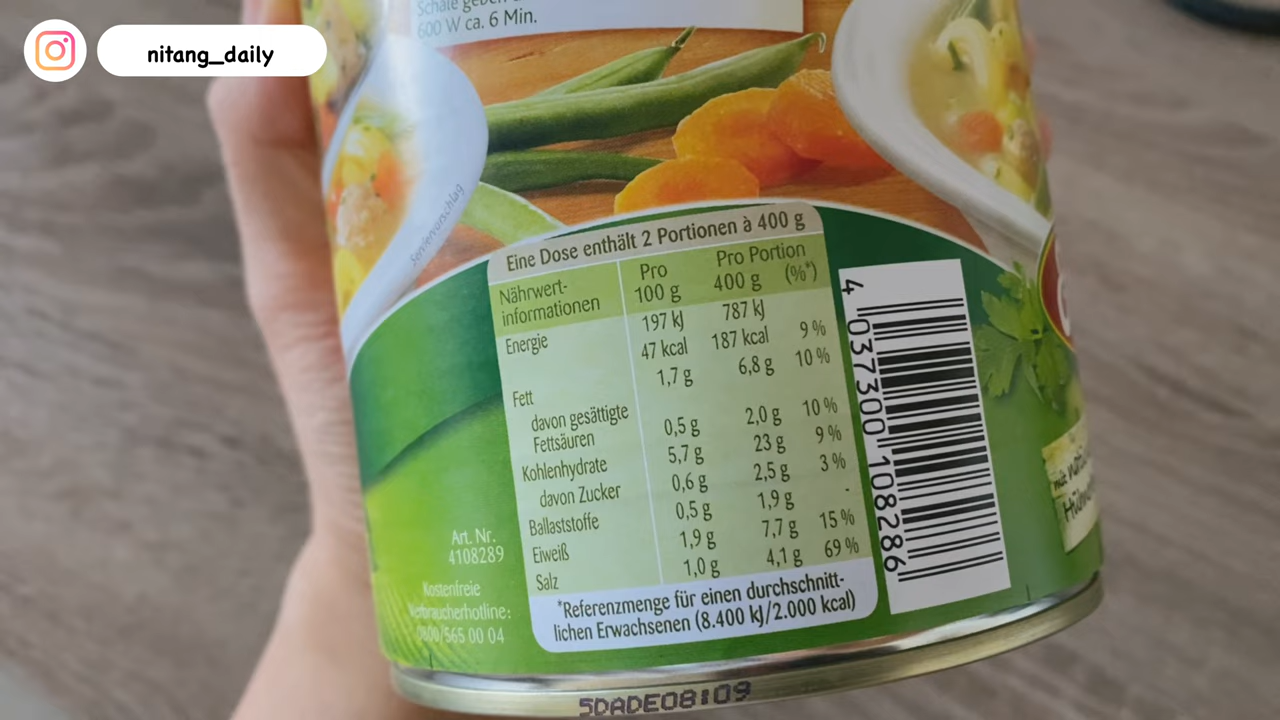 nitang_daily
600 W ca. 6 Min.
Serviervorschlag
Eine Dose enthält 2 Portionen à 400 g
Nährwert-
informationen
Pro
100 g
Pro Portion
400 g (%*)
Energie
197 kJ 787 kJ
47 kcal 187 kcal 9 %
Fett 1,7 g 6,8 g 10 %
davon gesättigte
Fettsäuren 0,5 g 2,0 g 10 %
Kohlenhydrate 5,7 g 23 g 9 %
davon Zucker 0,6 g 2,5 g 3 %
Ballaststoffe 0,5 g 1,9 g -
Eiweiß 1,9 g 7,7 g 15 %
Salz 1,0 g 4,1 g 69 %
*Referenzmenge für einen durchschnitt-
lichen Erwachsenen (8.400 kJ/2.000 kcal)
4 037300 108286
Art. Nr.
4108289
Kostenfreie
Verbraucherhotline:
0800/565 00 04
5DADE08:09